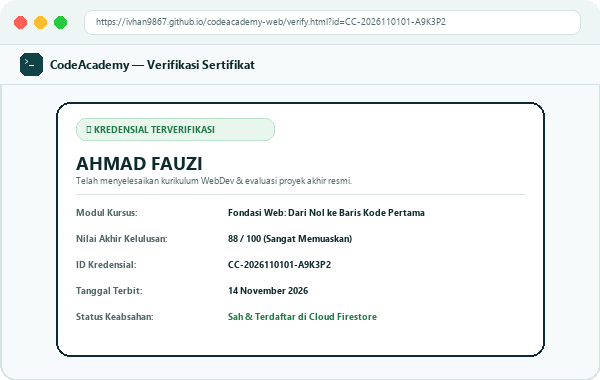 https://ivhan9867.github.io/codeacademy-web/verify.html?id=CC-2026110101-A9K3P2
CodeAcademy — Verifikasi Sertifikat
KREDENSIAL TERVERIFIKASI
AHMAD FAUZI
Telah menyelesaikan kurikulum WebDev & evaluasi proyek akhir resmi.
Modul Kursus: Fondasi Web: Dari Nol ke Baris Kode Pertama
Nilai Akhir Kelulusan: 88 / 100 (Sangat Memuaskan)
ID Kredensial: CC-2026110101-A9K3P2
Tanggal Terbit: 14 November 2026
Status Keabsahan: Sah & Terdaftar di Cloud Firestore